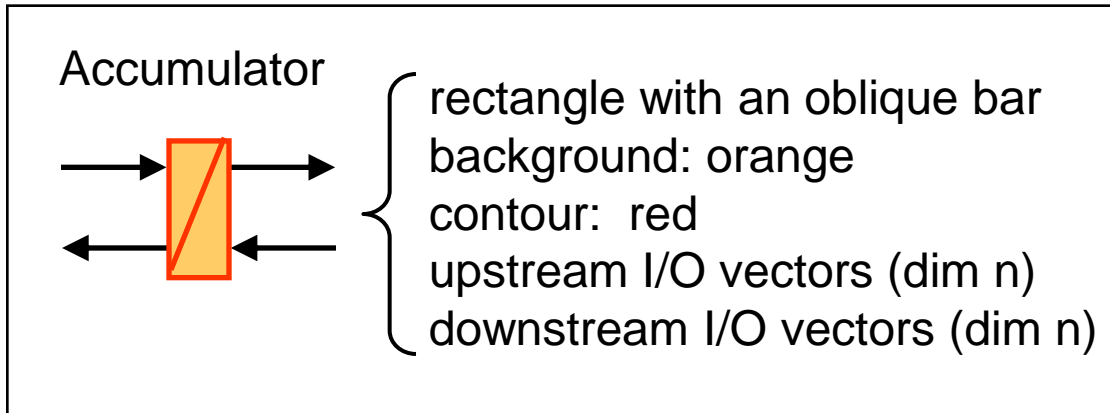 Accumulator
rectangle with an oblique bar
background: orange
contour: red
upstream I/O vectors (dim n)
downstream I/O vectors (dim n)